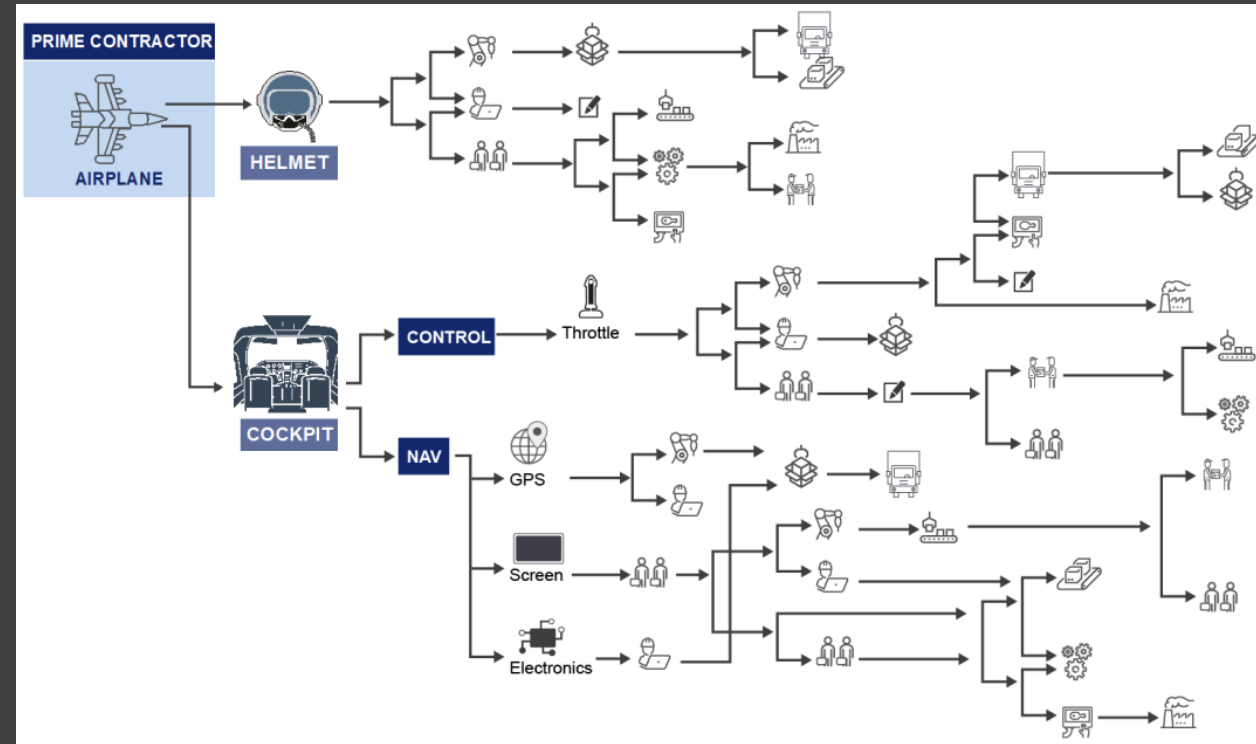 PRIME CONTRACTOR
AIRPLANE
HELMET
COCKPIT
CONTROL
Throttle
NAV
GPS
Screen
Electronics